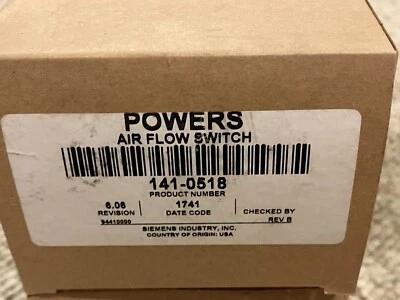 POWERS
AIR FLOW SWITCH
141-0518
PRODUCT NUMBER
6.06 1741
REVISION DATE CODE CHECKED BY
94419000 REV B
SIEMENS INDUSTRY, INC.
COUNTRY OF ORIGIN: USA